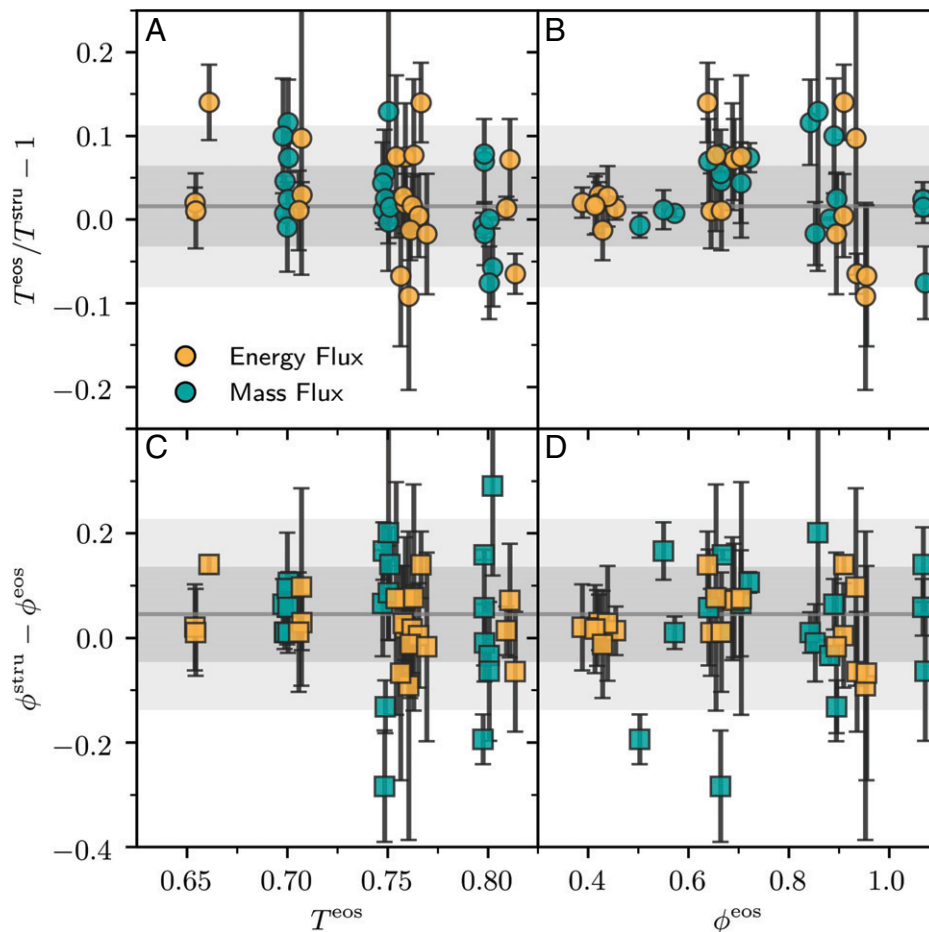 A
B
T^eos/T^stru − 1
0.2
0.1
0.0
−0.1
−0.2
Energy Flux
Mass Flux
C
D
ϕ^stru − ϕ^eos
0.2
0.0
−0.2
−0.4
0.65 0.70 0.75 0.80
0.4 0.6 0.8 1.0
T^eos
ϕ^eos